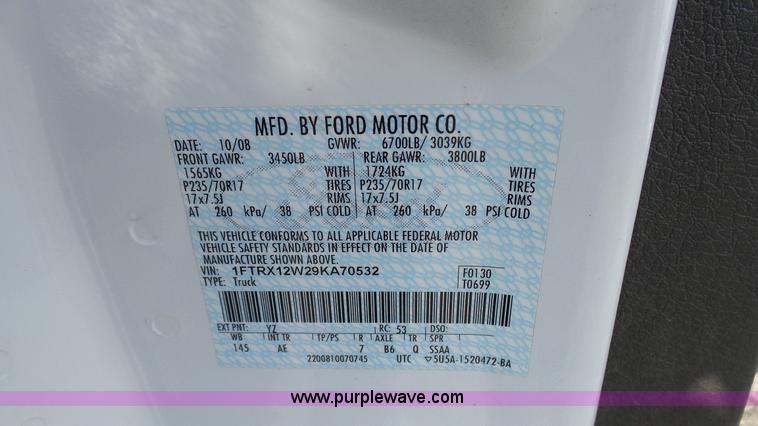 MFD. BY FORD MOTOR CO.
DATE: 10/08 GVWR: 6700LB/ 3039KG
FRONT GAWR: 3450LB REAR GAWR: 3800LB
1565KG WITH 1724KG WITH
P235/70R17 TIRES P235/70R17 TIRES
17x7.5J RIMS 17x7.5J RIMS
AT 260 kPa/ 38 PSI COLD AT 260 kPa/ 38 PSI COLD
THIS VEHICLE CONFORMS TO ALL APPLICABLE FEDERAL MOTOR
VEHICLE SAFETY STANDARDS IN EFFECT ON THE DATE OF
MANUFACTURE SHOWN ABOVE.
VIN: 1FTRX12W29KA70532 F0130
TYPE: Truck T0699
EXT PNT: YZ RC: 53 DSO:
WB INT TR TP/PS R AXLE TR SPR
145 AE 7 B6 Q SSAA
2200810070745 UTC ▽5U5A-1520472-BA
www.purplewave.com